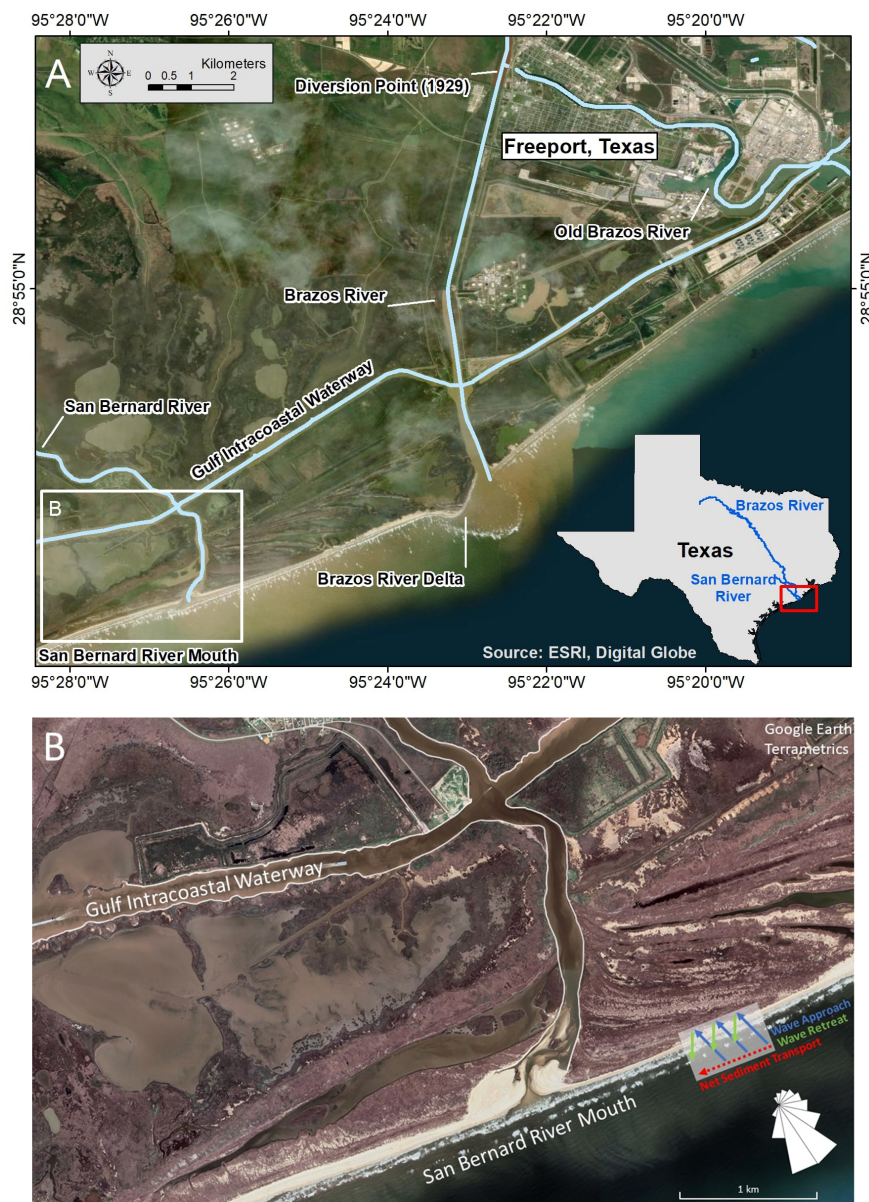 95°28'0"W 95°26'0"W 95°24'0"W 95°22'0"W 95°20'0"W
A
N
W E
S
Kilometers
0 0.5 1 2
Diversion Point (1929)
Freeport, Texas
Old Brazos River
28°55'0"N
28°55'0"N
Brazos River
Gulf Intracoastal Waterway
San Bernard River
B
Brazos River Delta
San Bernard River Mouth
Brazos River
Texas
San Bernard
River
Source: ESRI, Digital Globe
95°28'0"W 95°26'0"W 95°24'0"W 95°22'0"W 95°20'0"W
B
Google Earth
Terrametrics
Gulf Intracoastal Waterway
Wave Approach
Wave Retreat
Net Sediment Transport
San Bernard River Mouth
1 km